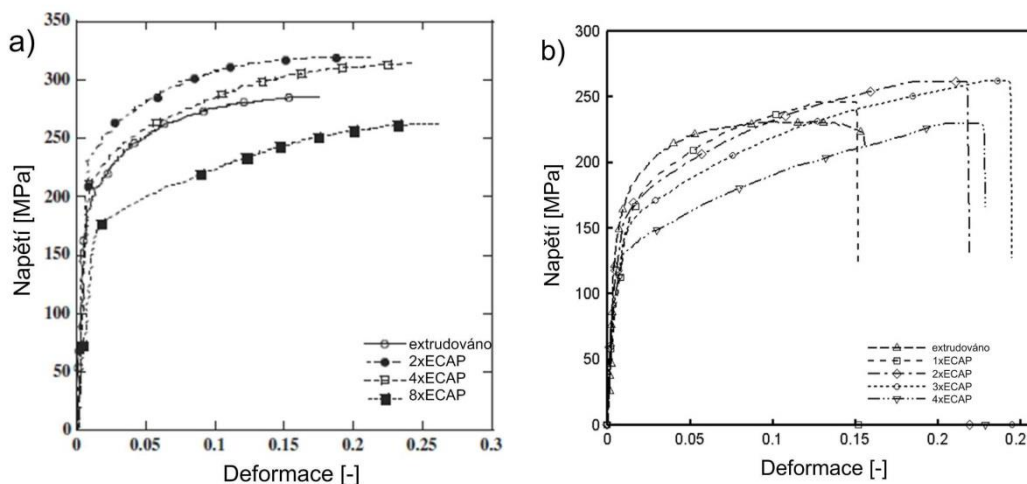 a)
350
300
250
200
150
100
50
0
0
0.05
0.1
0.15
0.2
0.25
0.3
Napětí [MPa]
Deformace [-]
extrudováno
2xECAP
4xECAP
8xECAP
b)
300
250
200
150
100
50
0
0
0.05
0.1
0.15
0.2
Napětí [MPa]
Deformace [-]
extrudováno
1xECAP
2xECAP
3xECAP
4xECAP